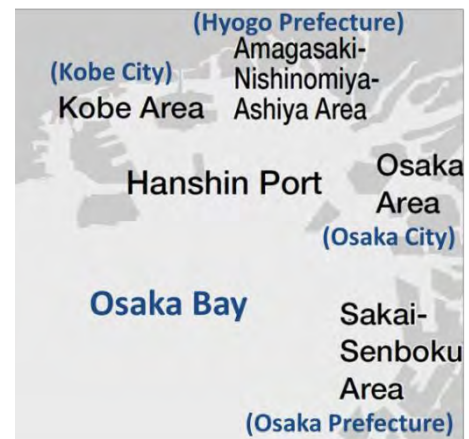 (Hyogo Prefecture)
Amagasaki-
Nishinomiya-
Ashiya Area
(Kobe City)
Kobe Area
Hanshin Port
Osaka
Area
(Osaka City)
Osaka Bay
Sakai-
Senboku
Area
(Osaka Prefecture)